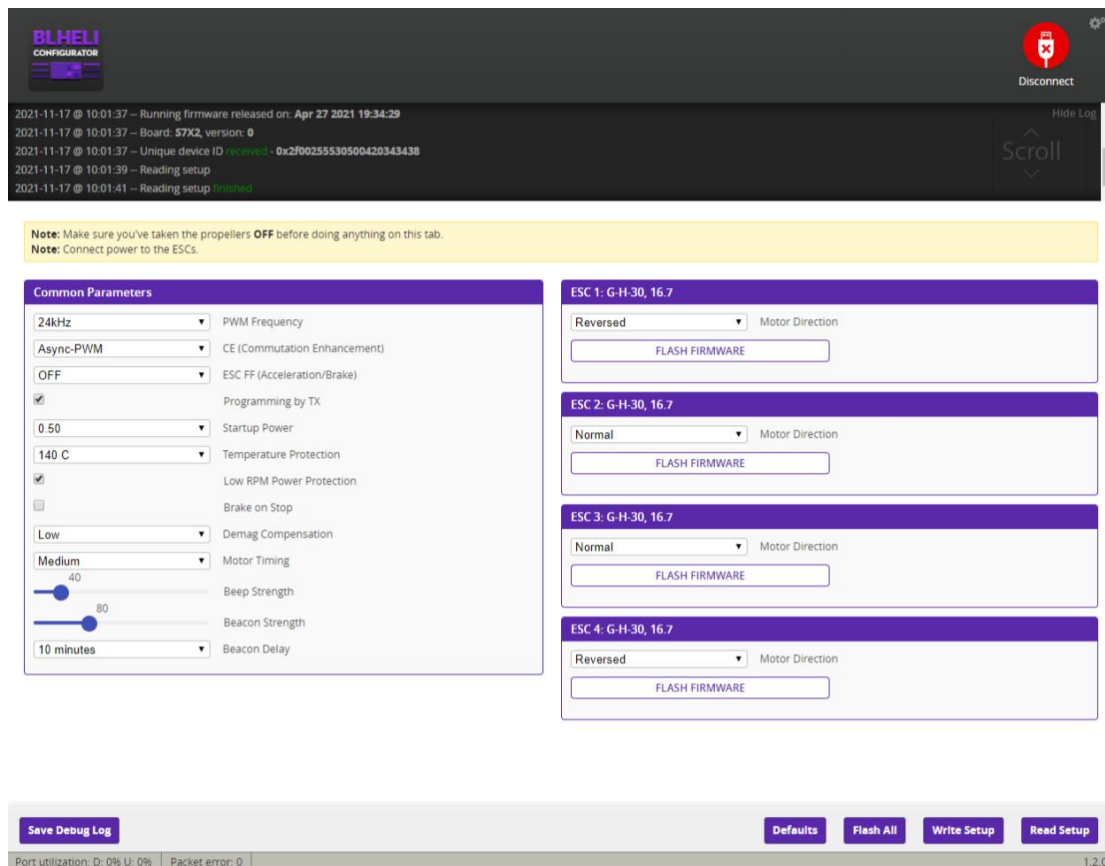 BLHELI
CONFIGURATOR
Disconnect
2021-11-17 @ 10:01:37 -- Running firmware released on: Apr 27 2021 19:34:29
Hide Log
2021-11-17 @ 10:01:37 -- Board: S7X2, version: 0
2021-11-17 @ 10:01:37 -- Unique device ID received - 0x2f00255530500420343438
Scroll
2021-11-17 @ 10:01:39 -- Reading setup
2021-11-17 @ 10:01:41 -- Reading setup finished
Note: Make sure you've taken the propellers OFF before doing anything on this tab.
Note: Connect power to the ESCs.
Common Parameters
24kHz PWM Frequency
Async-PWM CE (Commutation Enhancement)
OFF ESC FF (Acceleration/Brake)
Programming by TX
0.50 Startup Power
140 C Temperature Protection
Low RPM Power Protection
Brake on Stop
Low Demag Compensation
Medium Motor Timing
40
Beep Strength
80
Beacon Strength
10 minutes Beacon Delay
ESC 1: G-H-30, 16.7
Reversed Motor Direction
FLASH FIRMWARE
ESC 2: G-H-30, 16.7
Normal Motor Direction
FLASH FIRMWARE
ESC 3: G-H-30, 16.7
Normal Motor Direction
FLASH FIRMWARE
ESC 4: G-H-30, 16.7
Reversed Motor Direction
FLASH FIRMWARE
Save Debug Log Defaults Flash All Write Setup Read Setup
Port utilization: D: 0% U: 0% Packet error: 0